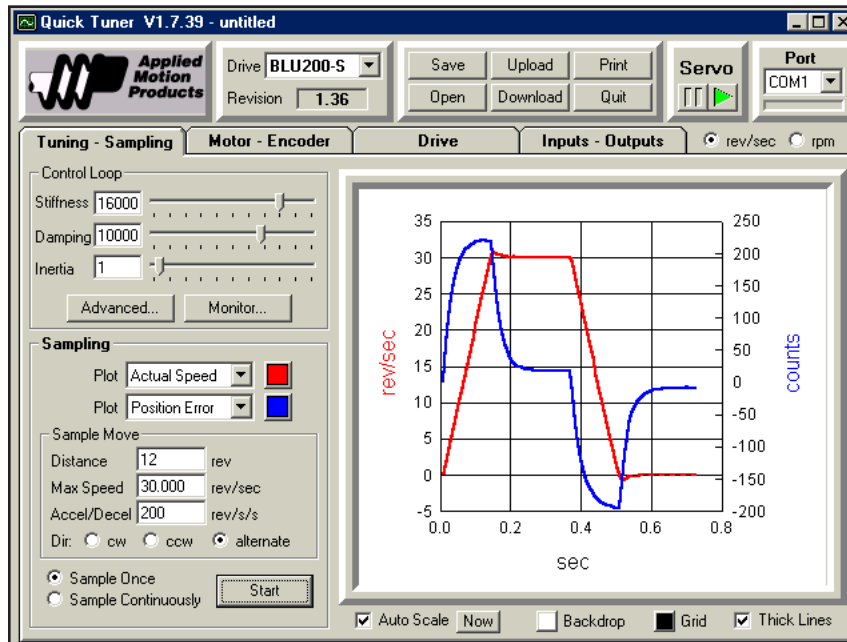 Quick Tuner V1.7.39 - untitled
Applied
Motion
Products
Drive BLU200-S
Revision 1.36
Save Upload Print
Open Download Quit
Servo
Port
COM1
Tuning - Sampling Motor - Encoder Drive Inputs - Outputs rev/sec rpm
Control Loop
Stiffness 16000
Damping 10000
Inertia 1
Advanced... Monitor...
Sampling
Plot Actual Speed
Plot Position Error
Sample Move
Distance 12 rev
Max Speed 30.000 rev/sec
Accel/Decel 200 rev/s/s
Dir: cw ccw alternate
Sample Once
Sample Continuously
Start
35
30
25
20
15
10
5
0
-5
rev/sec
250
200
150
100
50
0
-50
-100
-150
-200
counts
0.0 0.2 0.4 0.6 0.8
sec
Auto Scale Now Backdrop Grid Thick Lines